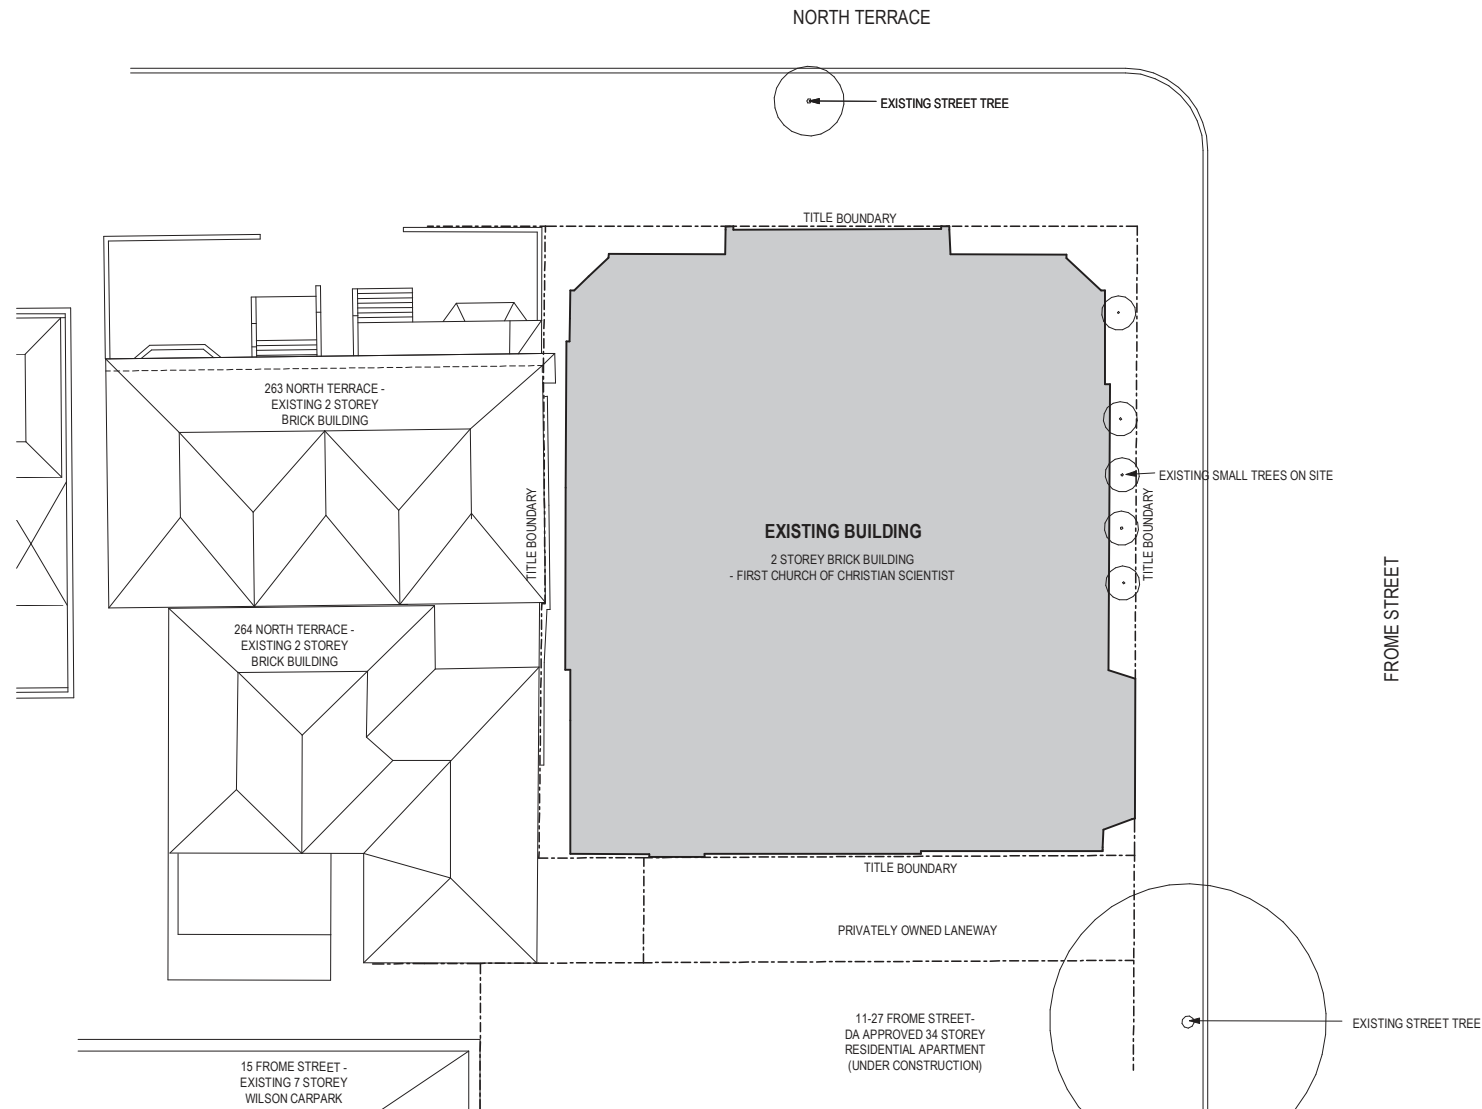 NORTH TERRACE
EXISTING STREET TREE
TITLE BOUNDARY
263 NORTH TERRACE -
EXISTING 2 STOREY
BRICK BUILDING
EXISTING SMALL TREES ON SITE
TITLE BOUNDARY
TITLE BOUNDARY
EXISTING BUILDING
2 STOREY BRICK BUILDING
- FIRST CHURCH OF CHRISTIAN SCIENTIST
FROME STREET
264 NORTH TERRACE -
EXISTING 2 STOREY
BRICK BUILDING
TITLE BOUNDARY
PRIVATELY OWNED LANEWAY
11-27 FROME STREET-
DA APPROVED 34 STOREY
RESIDENTIAL APARTMENT
(UNDER CONSTRUCTION)
EXISTING STREET TREE
15 FROME STREET -
EXISTING 7 STOREY
WILSON CARPARK